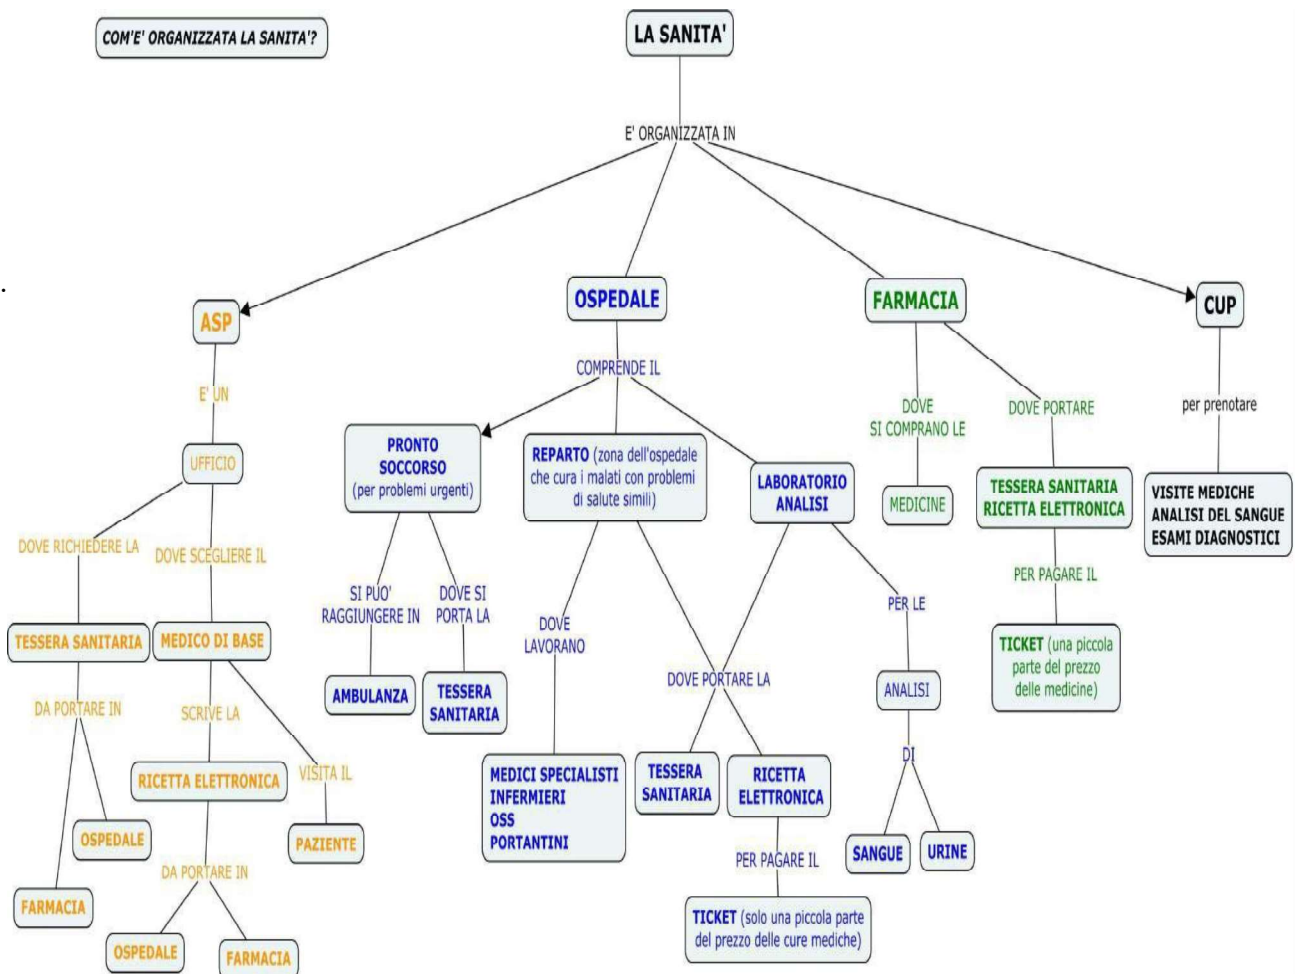 COM'E' ORGANIZZATA LA SANITA'?
LA SANITA'
E' ORGANIZZATA IN
.
ASP
OSPEDALE
FARMACIA
CUP
E' UN
UFFICIO
DOVE RICHIEDERE LA
DOVE SCEGLIERE IL
TESSERA SANITARIA
MEDICO DI BASE
DA PORTARE IN
SCRIVE LA
VISITA IL
RICETTA ELETTRONICA
PAZIENTE
OSPEDALE
FARMACIA
DA PORTARE IN
OSPEDALE
FARMACIA
COMPRENDE IL
PRONTO
SOCCORSO
(per problemi urgenti)
SI PUO'
RAGGIUNGERE IN
DOVE SI
PORTA LA
AMBULANZA
TESSERA
SANITARIA
REPARTO (zona dell'ospedale
che cura i malati con problemi
di salute simili)
DOVE
LAVORANO
MEDICI SPECIALISTI
INFERMIERI
OSS
PORTANTINI
LABORATORIO
ANALISI
DOVE PORTARE LA
TESSERA
SANITARIA
RICETTA
ELETTRONICA
PER PAGARE IL
TICKET (solo una piccola parte
del prezzo delle cure mediche)
PER LE
ANALISI
DI
SANGUE
URINE
DOVE
SI COMPRANO LE
MEDICINE
DOVE PORTARE
TESSERA SANITARIA
RICETTA ELETTRONICA
PER PAGARE IL
TICKET (una piccola
parte del prezzo
delle medicine)
per prenotare
VISITE MEDICHE
ANALISI DEL SANGUE
ESAMI DIAGNOSTICI